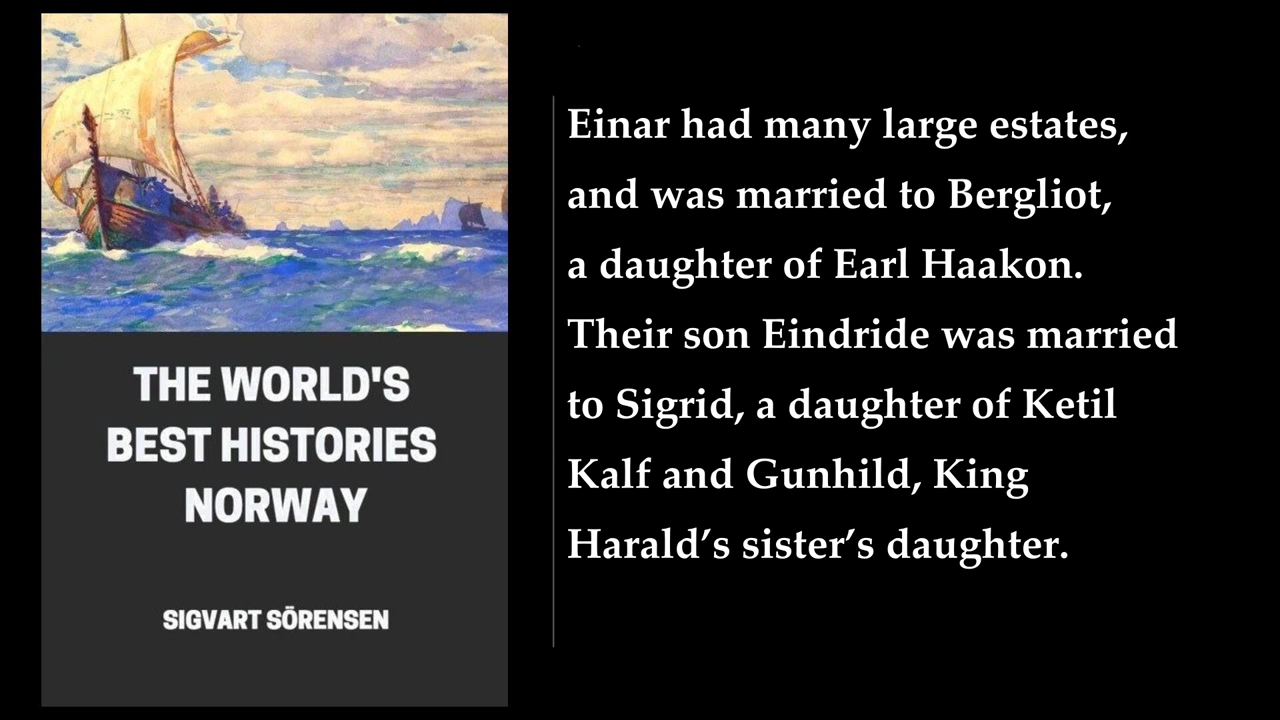 THE WORLD'S
BEST HISTORIES
NORWAY
SIGVART SÖRENSEN
Einar had many large estates,
and was married to Bergliot,
a daughter of Earl Haakon.
Their son Eindride was married
to Sigrid, a daughter of Ketil
Kalf and Gunhild, King
Harald’s sister’s daughter.